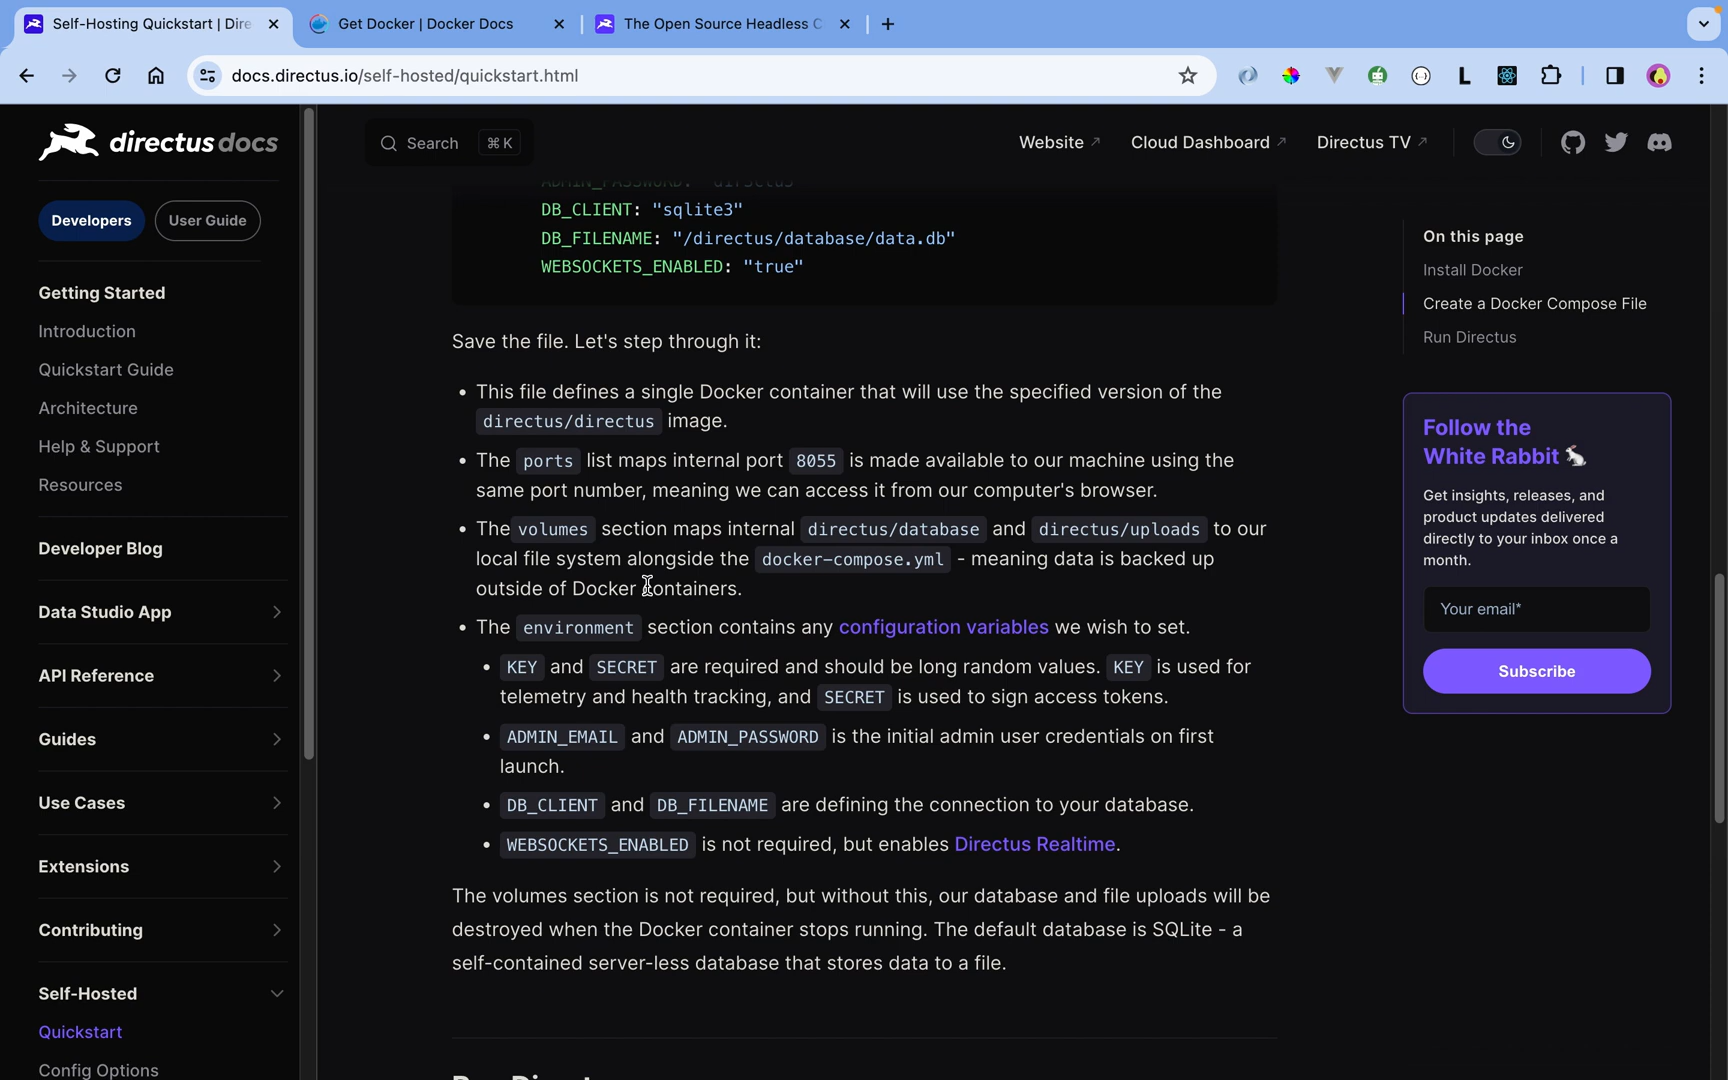 Self-Hosting Quickstart | Dire
Get Docker | Docker Docs
The Open Source Headless C
docs.directus.io/self-hosted/quickstart.html
directus docs
Search ⌘ K
Website ↗
Cloud Dashboard ↗
Directus TV ↗
Developers
User Guide
Getting Started
Introduction
Quickstart Guide
Architecture
Help & Support
Resources
Developer Blog
Data Studio App
API Reference
Guides
Use Cases
Extensions
Contributing
Self-Hosted
Quickstart
Config Options
ADMIN_PASSWORD: "directus"
DB_CLIENT: "sqlite3"
DB_FILENAME: "/directus/database/data.db"
WEBSOCKETS_ENABLED: "true"
Save the file. Let's step through it:
• This file defines a single Docker container that will use the specified version of the
directus/directus image.
• The ports list maps internal port 8055 is made available to our machine using the
same port number, meaning we can access it from our computer's browser.
• The volumes section maps internal directus/database and directus/uploads to our
local file system alongside the docker-compose.yml - meaning data is backed up
outside of Docker containers.
• The environment section contains any configuration variables we wish to set.
• KEY and SECRET are required and should be long random values. KEY is used for
telemetry and health tracking, and SECRET is used to sign access tokens.
• ADMIN_EMAIL and ADMIN_PASSWORD is the initial admin user credentials on first
launch.
• DB_CLIENT and DB_FILENAME are defining the connection to your database.
• WEBSOCKETS_ENABLED is not required, but enables Directus Realtime.
The volumes section is not required, but without this, our database and file uploads will be
destroyed when the Docker container stops running. The default database is SQLite - a
self-contained server-less database that stores data to a file.
On this page
Install Docker
Create a Docker Compose File
Run Directus
Follow the
White Rabbit 🐇
Get insights, releases, and
product updates delivered
directly to your inbox once a
month.
Your email*
Subscribe